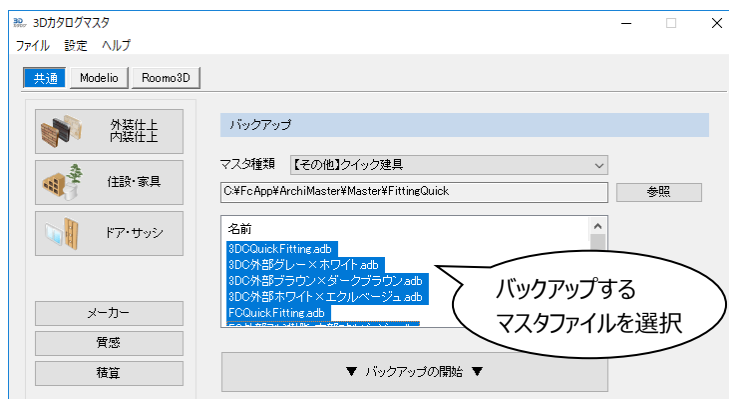 3Dカタログマスタ
ファイル 設定 ヘルプ
共通 Modelio Roomo3D
外装仕上
内装仕上
住設・家具
ドア・サッシ
メーカー
質感
積算
バックアップ
マスタ種類 【その他】クイック建具
C:¥FcApp¥ArchiMaster¥Master¥FittingQuick 参照
名前
3DCQuickFitting.adb
3DC外部グレー×ホワイト.adb
3DC外部ブラウン×ダークブラウン.adb
3DC外部ホワイト×エクルベージュ.adb
FCQuickFitting.adb
バックアップする
マスタファイルを選択
▼ バックアップの開始 ▼